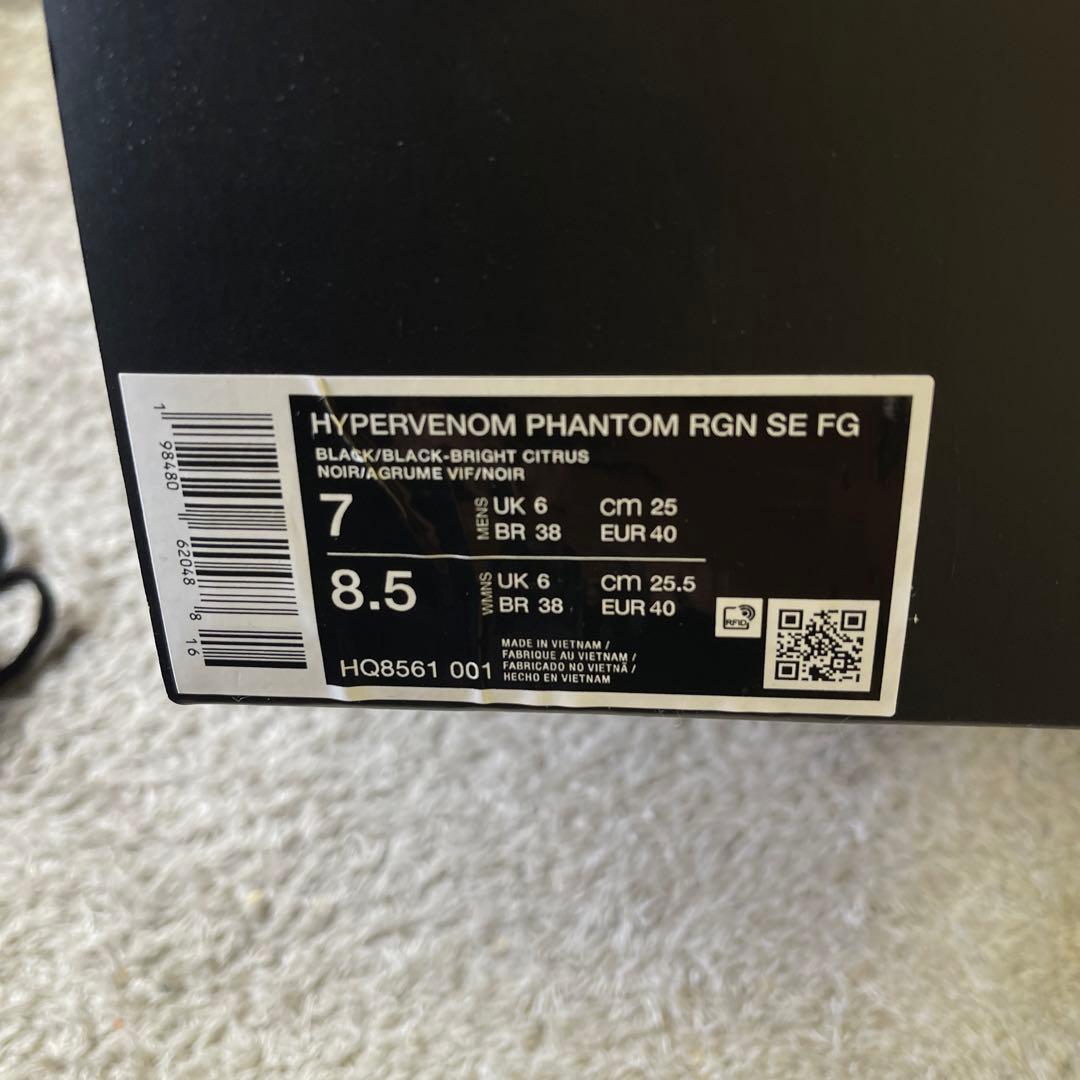 HYPERVENOM PHANTOM RGN SE FG
BLACK/BLACK-BRIGHT CITRUS
NOIR/AGRUME VIF/NOIR
7 MENS UK 6 cm 25
BR 38 EUR 40
8.5 WMNS UK 6 cm 25.5
BR 38 EUR 40
HQ8561 001
MADE IN VIETNAM /
FABRIQUE AU VIETNAM /
FABRICADO NO VIETNÃ /
HECHO EN VIETNAM
RFID
1 98480 62048 8 16